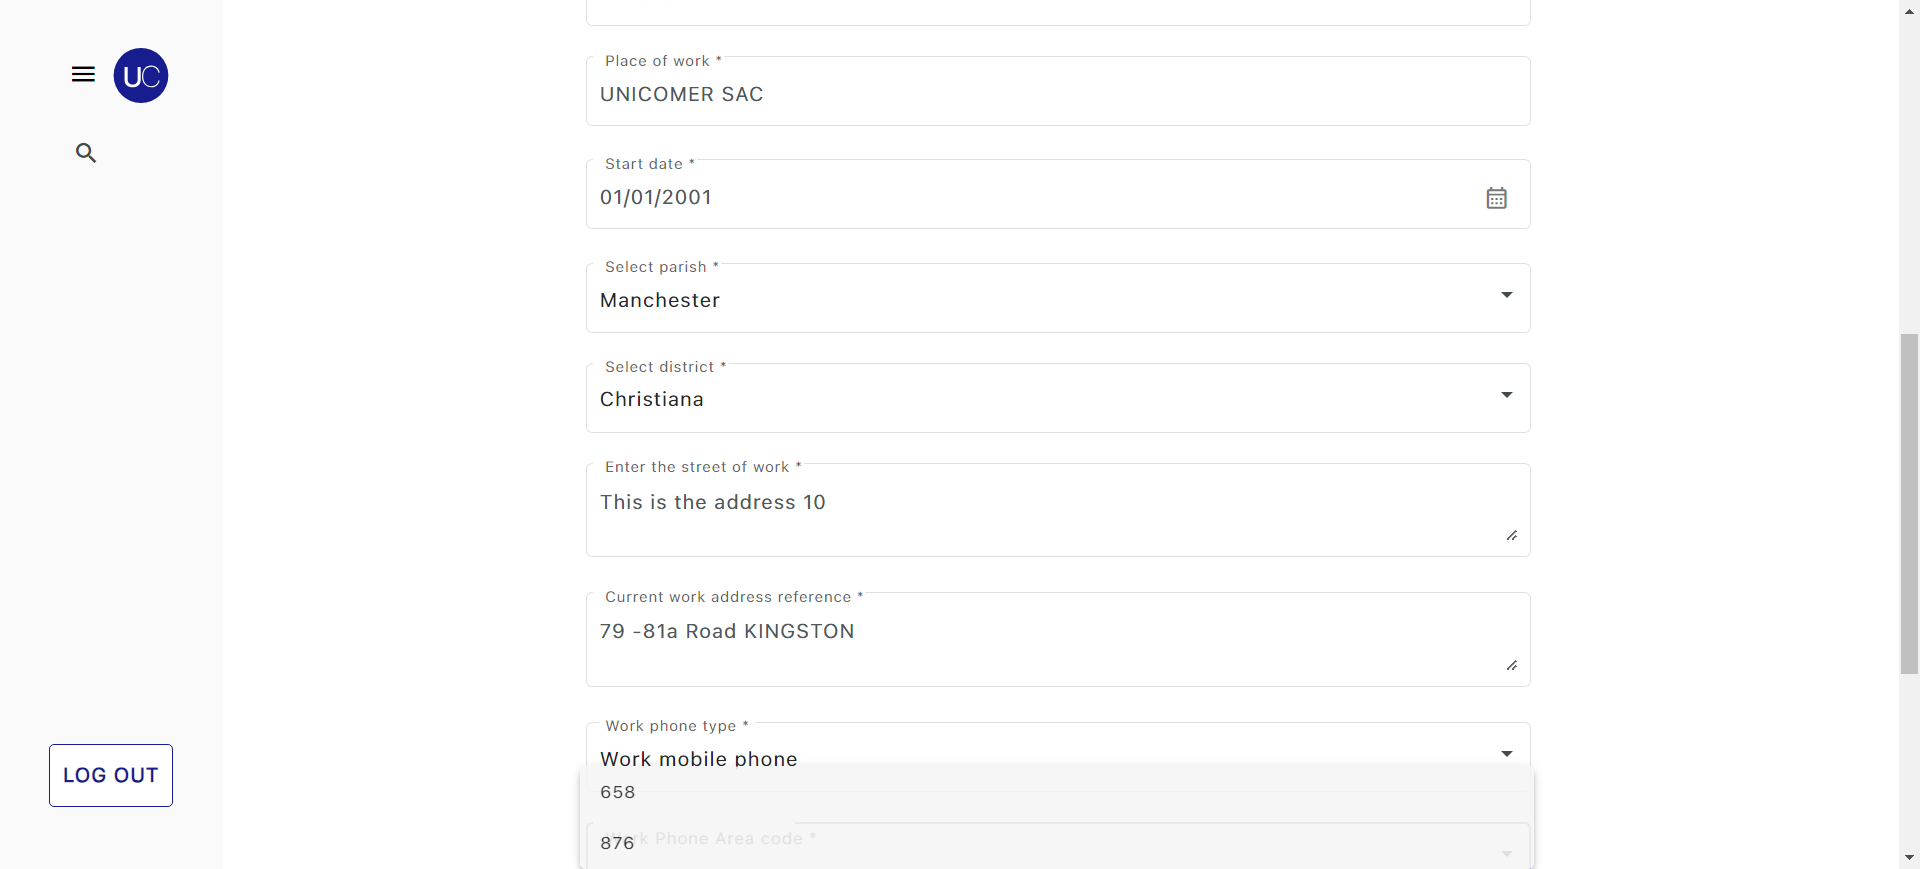 UC
Place of work *
UNICOMER SAC
Start date *
01/01/2001
Select parish *
Manchester
Select district *
Christiana
Enter the street of work *
This is the address 10
Current work address reference *
79 -81a Road KINGSTON
Work phone type *
Work mobile phone
658
Work Phone Area code *
876
LOG OUT